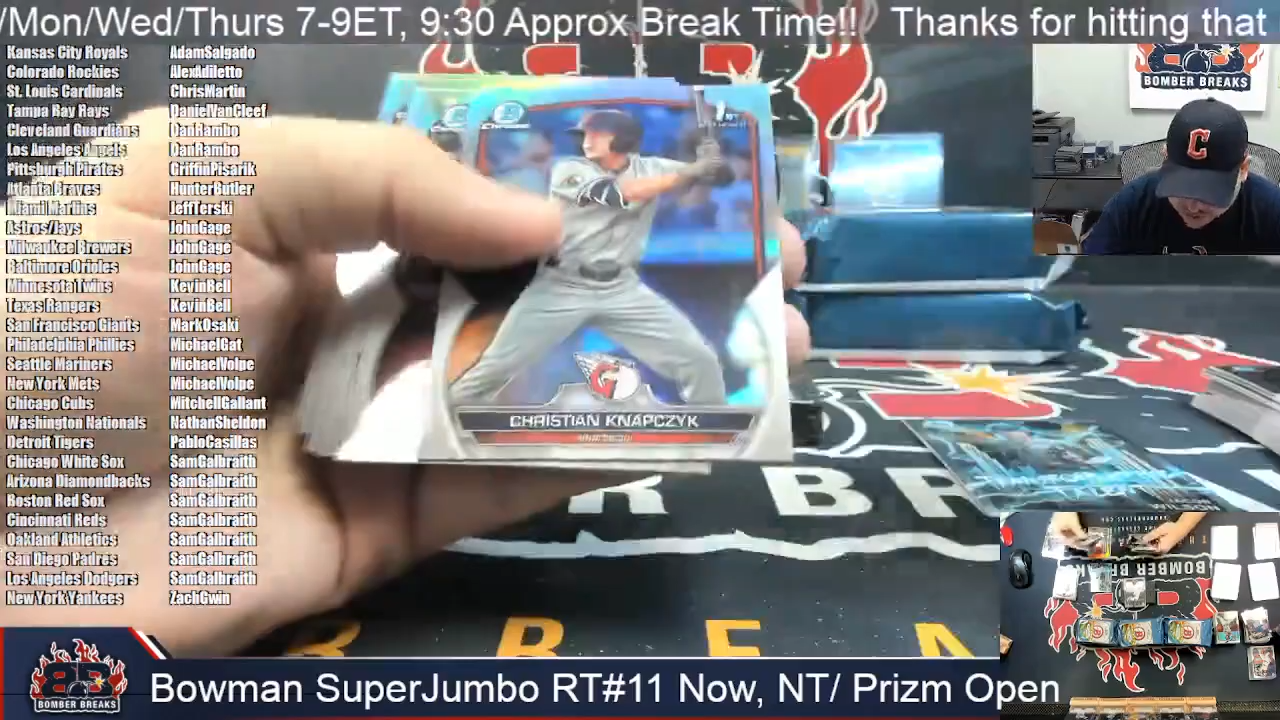 /Mon/Wed/Thurs 7-9ET, 9:30 Approx Break Time!!   Thanks for hitting that
Kansas City Royals AdamSalgado
Colorado Rockies AlexAdiletto
St. Louis Cardinals ChrisMartin
Tampa Bay Rays DanielVanCleef
Cleveland Guardians DanRambo
Los Angeles Angels DanRambo
Pittsburgh Pirates GriffinPisarik
Atlanta Braves HunterButler
Miami Marlins JeffTerski
Astros/Jays JohnGage
Milwaukee Brewers JohnGage
Baltimore Orioles JohnGage
Minnesota Twins KevinBell
Texas Rangers KevinBell
San Francisco Giants MarkOsaki
Philadelphia Phillies MichaelGat
Seattle Mariners MichaelVolpe
New York Mets MichaelVolpe
Chicago Cubs MitchellGallant
Washington Nationals NathanSheldon
Detroit Tigers PabloCasillas
Chicago White Sox SamGalbraith
Arizona Diamondbacks SamGalbraith
Boston Red Sox SamGalbraith
Cincinnati Reds SamGalbraith
Oakland Athletics SamGalbraith
San Diego Padres SamGalbraith
Los Angeles Dodgers SamGalbraith
New York Yankees ZachGwin
BOMBER BREAKS
C
Chrome
1ST
CHRISTIAN KNAPCZYK
WILSON
R BR
B R E A
BOMBER BR
BOMBER BREAKS
Bowman SuperJumbo RT#11 Now, NT/ Prizm Open